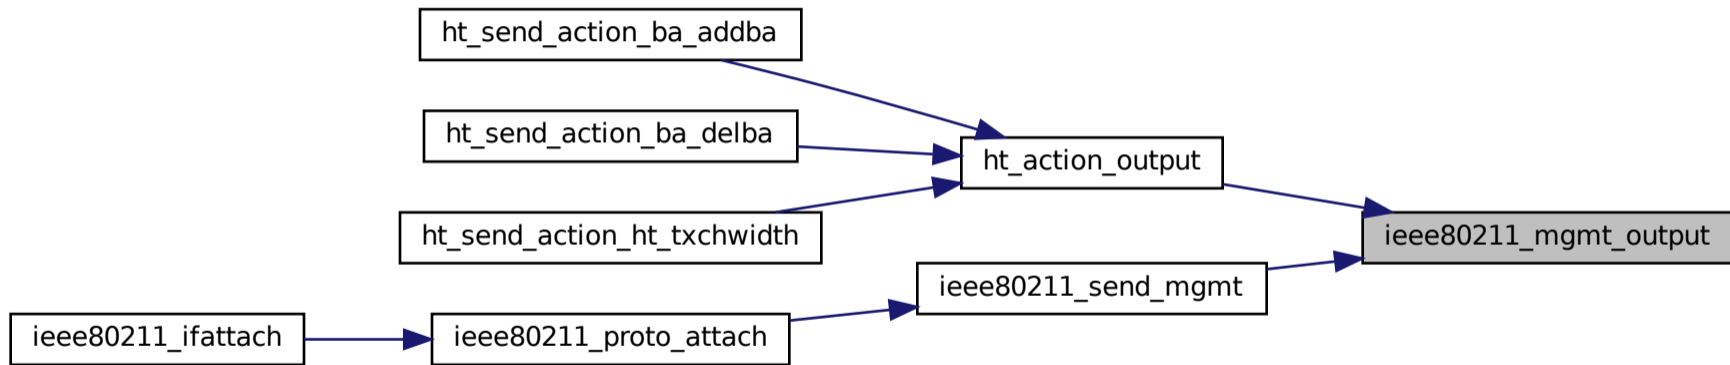 ht_send_action_ba_addba
ht_send_action_ba_delba
ht_action_output
ht_send_action_ht_txchwidth
ieee80211_mgmt_output
ieee80211_send_mgmt
ieee80211_ifattach
ieee80211_proto_attach